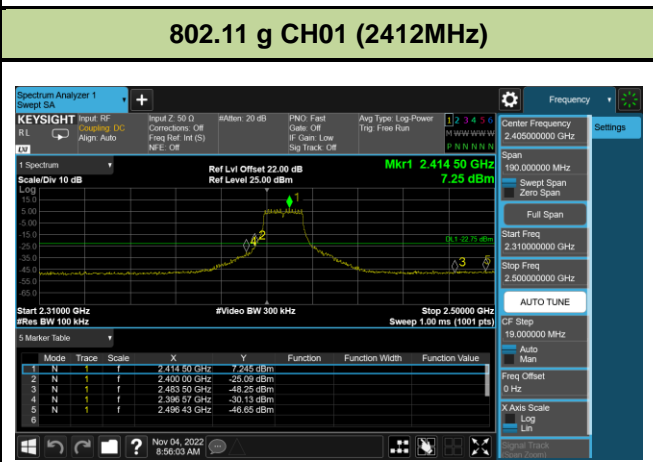 802.11 g CH01 (2412MHz)
Spectrum Analyzer 1
Swept SA
+
Frequency
KEYSIGHT
RL
LXI
Input: RF
Coupling: DC
Align: Auto
Input Z: 50 Ω
Corrections: Off
Freq Ref: Int (S)
NFE: Off
#Atten: 20 dB
PNO: Fast
Gate: Off
IF Gain: Low
Sig Track: Off
Avg Type: Log-Power
Trig: Free Run
1 2 3 4 5 6
M W W W W W
P N N N N N
1 Spectrum
Scale/Div 10 dB
Ref Lvl Offset 22.00 dB
Ref Level 25.00 dBm
Mkr1 2.414 50 GHz
7.25 dBm
Log
15.0
5.00
-5.00
-15.0
-25.0
-35.0
-45.0
-55.0
-65.0
1
2
4
3
5
DL1 -22.75 dBm
Start 2.31000 GHz
#Res BW 100 kHz
#Video BW 300 kHz
Stop 2.50000 GHz
Sweep 1.00 ms (1001 pts)
5 Marker Table
Mode Trace Scale X Y Function Function Width Function Value
1 N 1 f 2.414 50 GHz 7.245 dBm
2 N 1 f 2.400 00 GHz -25.09 dBm
3 N 1 f 2.483 50 GHz -48.25 dBm
4 N 1 f 2.396 57 GHz -30.13 dBm
5 N 1 f 2.496 43 GHz -46.65 dBm
6
Nov 04, 2022
8:56:03 AM
Center Frequency
2.405000000 GHz
Settings
Span
190.000000 MHz
Swept Span
Zero Span
Full Span
Start Freq
2.310000000 GHz
Stop Freq
2.500000000 GHz
AUTO TUNE
CF Step
19.000000 MHz
Auto
Man
Freq Offset
0 Hz
X Axis Scale
Log
Lin
Signal Track
(Span Zoom)